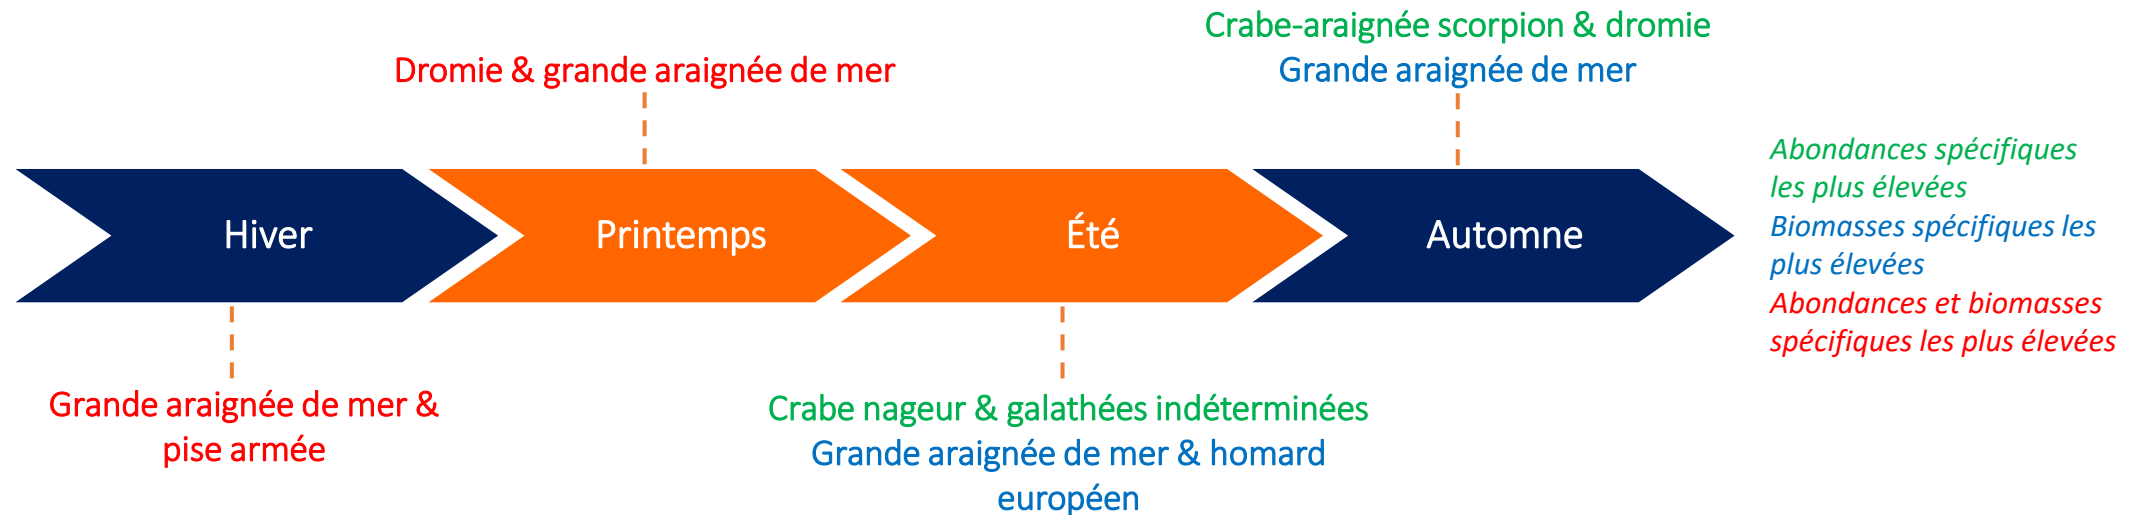 Crabe-araignée scorpion & dromie
Grande araignée de mer
Dromie & grande araignée de mer
Hiver
Printemps
Été
Automne
Abondances spécifiques
les plus élevées
Biomasses spécifiques les
plus élevées
Abondances et biomasses
spécifiques les plus élevées
Grande araignée de mer &
pise armée
Crabe nageur & galathées indéterminées
Grande araignée de mer & homard
européen